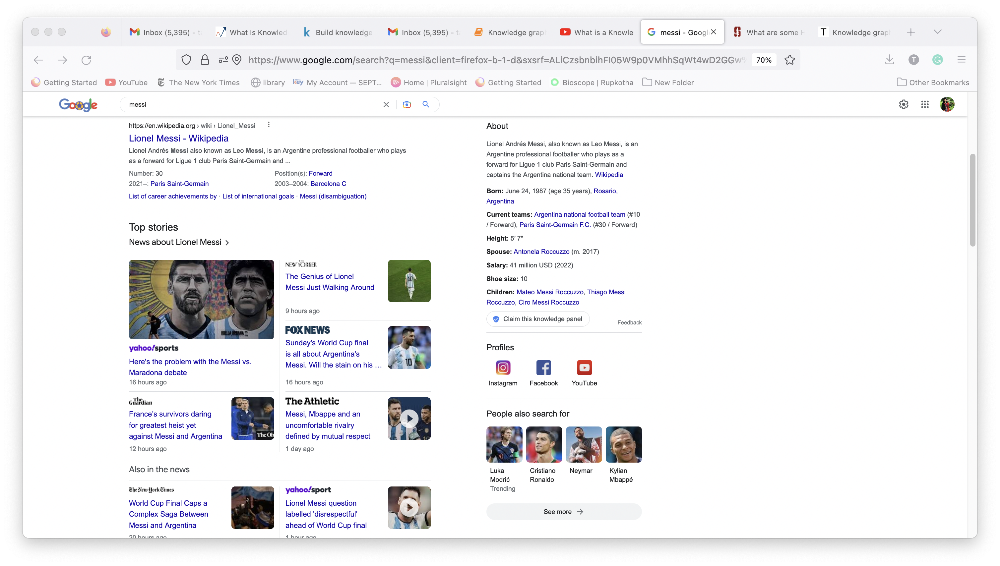 Inbox (5,395) - ta
What Is Knowled
Build knowledge
Inbox (5,395) - ta
Knowledge graph
What is a Knowle
messi - Googl
What are some H
Knowledge graph
https://www.google.com/search?q=messi&client=firefox-b-1-d&sxsrf=ALiCzsbnbihFI05W9p0VMhhSqWt4wD2GGw%
70%
T
Getting Started
YouTube
The New York Times
library
key My Account — SEPT...
Home | Pluralsight
Getting Started
Bioscope | Rupkotha
New Folder
Other Bookmarks
Google
messi
https://en.wikipedia.org › wiki › Lionel_Messi
Lionel Messi - Wikipedia
Lionel Andrés Messi also known as Leo Messi, is an Argentine professional footballer who plays
as a forward for Ligue 1 club Paris Saint-Germain and ...
Number: 30 Position(s): Forward
2021–: Paris Saint-Germain 2003–2004: Barcelona C
List of career achievements by · List of international goals · Messi (disambiguation)
Top stories
News about Lionel Messi
HUELLA URBANA
yahoo!sports
Here's the problem with the Messi vs.
Maradona debate
16 hours ago
THE
NEW YORKER
The Genius of Lionel
Messi Just Walking Around
10
9 hours ago
FOX NEWS
Sunday's World Cup final
is all about Argentina's
Messi. Will the stain on his ...
10
16 hours ago
The
Guardian
France's survivors daring
for greatest heist yet
against Messi and Argentina
The Ob
12 hours ago
The Athletic
Messi, Mbappe and an
uncomfortable rivalry
defined by mutual respect
10
1 day ago
Also in the news
The New York Times
World Cup Final Caps a
Complex Saga Between
Messi and Argentina
20 hours ago
yahoo!sport
Lionel Messi question
labelled 'disrespectful'
ahead of World Cup final
1 hour ago
About
Lionel Andrés Messi, also known as Leo Messi, is an
Argentine professional footballer who plays as a
forward for Ligue 1 club Paris Saint-Germain and
captains the Argentina national team. Wikipedia
Born: June 24, 1987 (age 35 years), Rosario,
Argentina
Current teams: Argentina national football team (#10
/ Forward), Paris Saint-Germain F.C. (#30 / Forward)
Height: 5′ 7″
Spouse: Antonela Roccuzzo (m. 2017)
Salary: 41 million USD (2022)
Shoe size: 10
Children: Mateo Messi Roccuzzo, Thiago Messi
Roccuzzo, Ciro Messi Roccuzzo
Claim this knowledge panel
Feedback
Profiles
Instagram Facebook YouTube
People also search for
Luka
Modrić
Trending
Cristiano
Ronaldo
Neymar
Kylian
Mbappé
See more